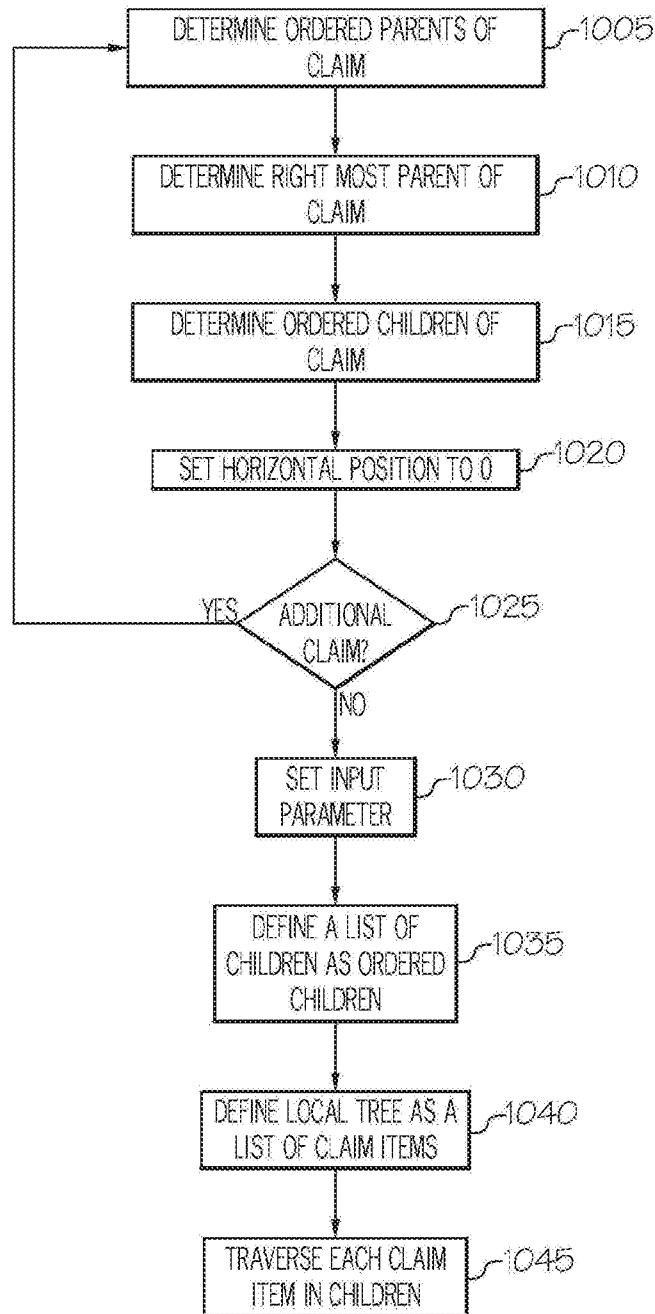 DETERMINE ORDERED PARENTS OF
CLAIM
1005
DETERMINE RIGHT MOST PARENT OF
CLAIM
1010
DETERMINE ORDERED CHILDREN OF
CLAIM
1015
SET HORIZONTAL POSITION TO 0
1020
YES
ADDITIONAL
CLAIM?
1025
NO
SET INPUT
PARAMETER
1030
DEFINE A LIST OF
CHILDREN AS ORDERED
CHILDREN
1035
DEFINE LOCAL TREE AS A
LIST OF CLAIM ITEMS
1040
TRAVERSE EACH CLAIM
ITEM IN CHILDREN
1045